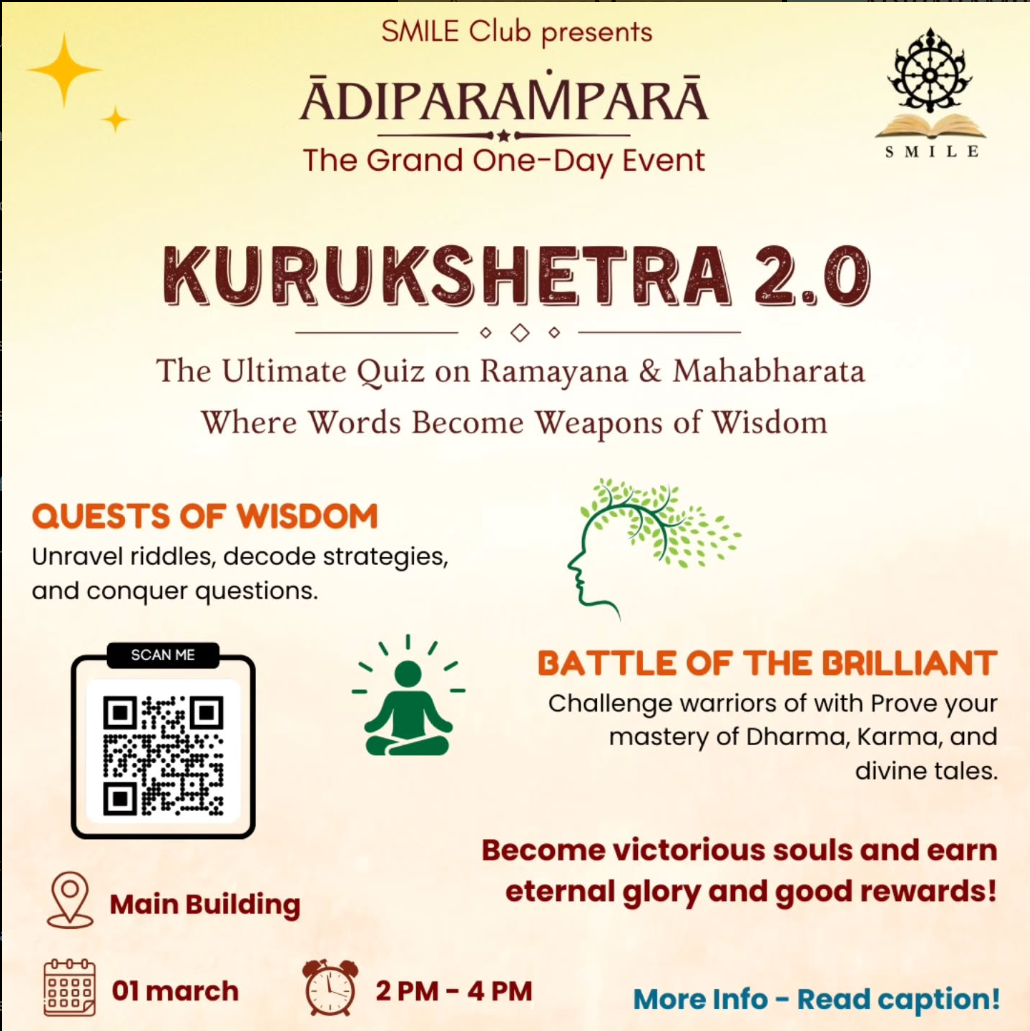 SMILE Club presents
ĀDIPARAṀPARĀ
The Grand One-Day Event
SMILE
KURUKSHETRA 2.0
The Ultimate Quiz on Ramayana & Mahabharata
Where Words Become Weapons of Wisdom
QUESTS OF WISDOM
Unravel riddles, decode strategies,
and conquer questions.
SCAN ME
BATTLE OF THE BRILLIANT
Challenge warriors of with Prove your
mastery of Dharma, Karma, and
divine tales.
Become victorious souls and earn
eternal glory and good rewards!
Main Building
01 march
2 PM - 4 PM
More Info - Read caption!